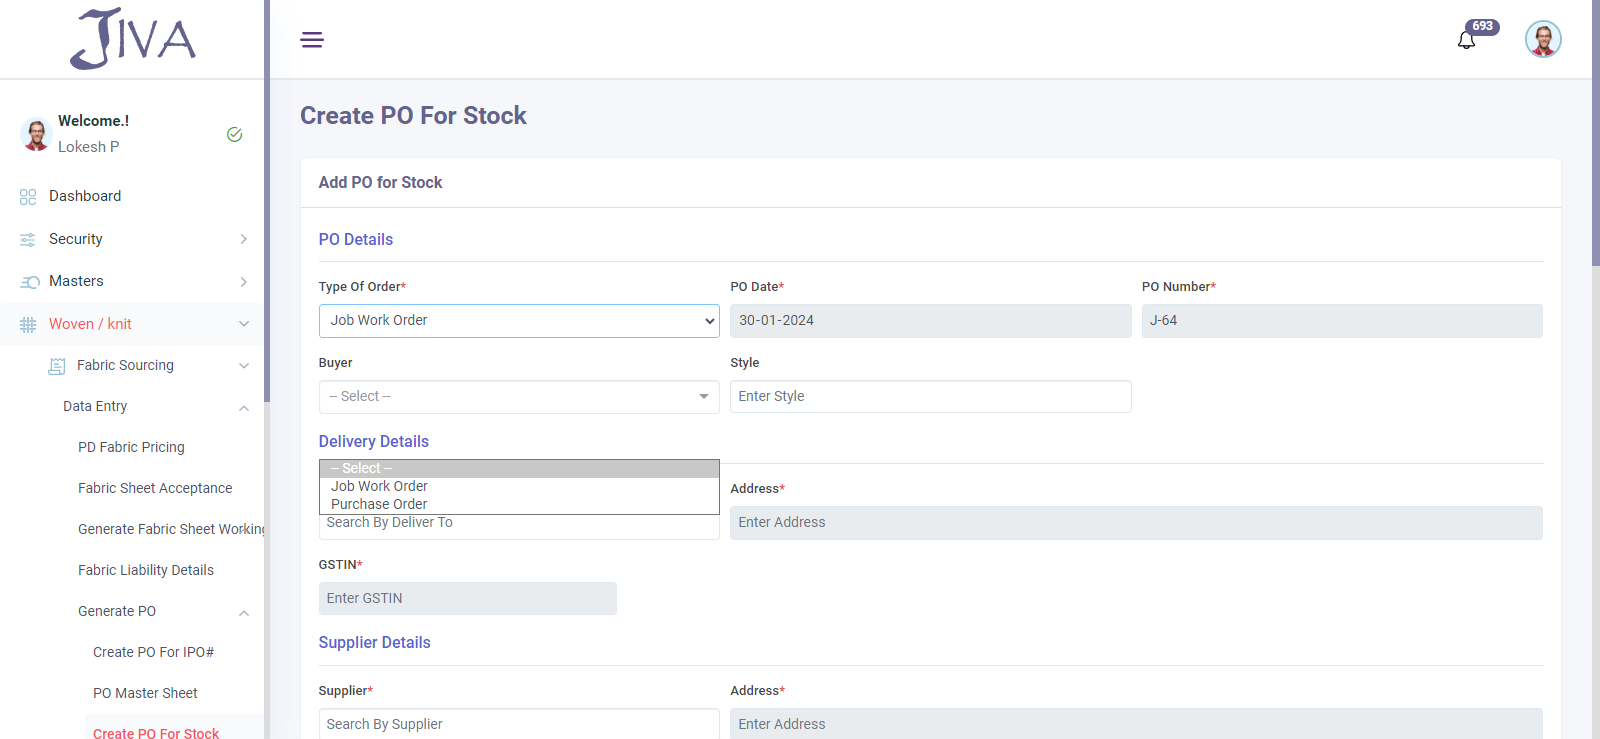 JIVA
693
Welcome.!
Lokesh P
Dashboard
Security
Masters
Woven / knit
Fabric Sourcing
Data Entry
PD Fabric Pricing
Fabric Sheet Acceptance
Generate Fabric Sheet Working
Fabric Liability Details
Generate PO
Create PO For IPO#
PO Master Sheet
Create PO For Stock
Create PO For Stock
Add PO for Stock
PO Details
Type Of Order* PO Date* PO Number*
Job Work Order 30-01-2024 J-64
Buyer Style
-- Select -- Enter Style
Delivery Details
-- Select --
Job Work Order Address*
Purchase Order
Search By Deliver To Enter Address
GSTIN*
Enter GSTIN
Supplier Details
Supplier* Address*
Search By Supplier Enter Address